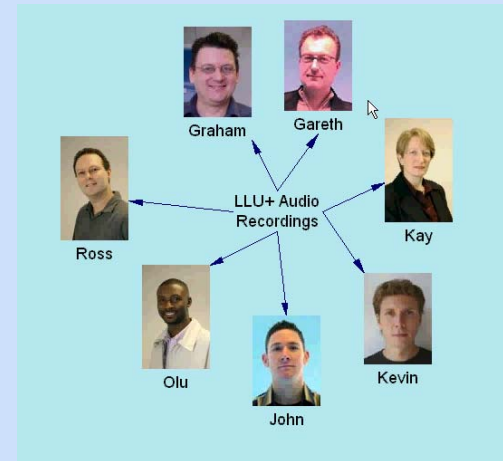 Graham
Gareth
Kay
LLU+ Audio
Recordings
Ross
Olu
Kevin
John